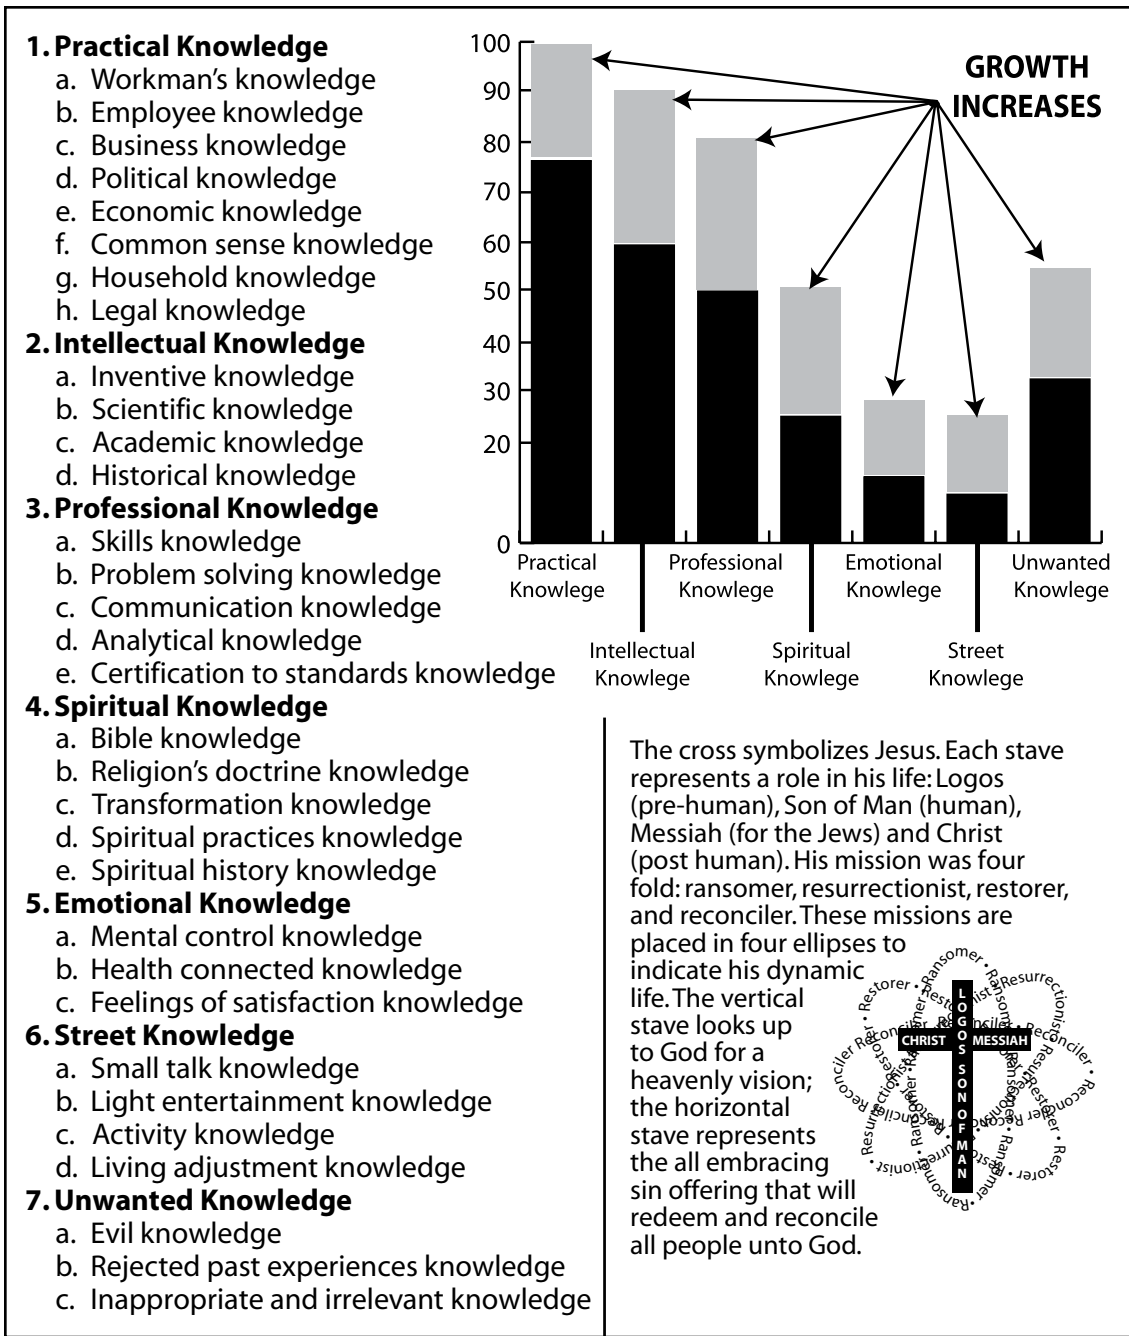 1. Practical Knowledge
a. Workman’s knowledge
b. Employee knowledge
c. Business knowledge
d. Political knowledge
e. Economic knowledge
f. Common sense knowledge
g. Household knowledge
h. Legal knowledge
2. Intellectual Knowledge
a. Inventive knowledge
b. Scientific knowledge
c. Academic knowledge
d. Historical knowledge
3. Professional Knowledge
a. Skills knowledge
b. Problem solving knowledge
c. Communication knowledge
d. Analytical knowledge
e. Certification to standards knowledge
4. Spiritual Knowledge
a. Bible knowledge
b. Religion’s doctrine knowledge
c. Transformation knowledge
d. Spiritual practices knowledge
e. Spiritual history knowledge
5. Emotional Knowledge
a. Mental control knowledge
b. Health connected knowledge
c. Feelings of satisfaction knowledge
6. Street Knowledge
a. Small talk knowledge
b. Light entertainment knowledge
c. Activity knowledge
d. Living adjustment knowledge
7. Unwanted Knowledge
a. Evil knowledge
b. Rejected past experiences knowledge
c. Inappropriate and irrelevant knowledge
GROWTH
INCREASES
100
90
80
70
60
50
40
30
20
0
Practical
Knowlege
Intellectual
Knowlege
Professional
Knowlege
Spiritual
Knowlege
Emotional
Knowlege
Street
Knowlege
Unwanted
Knowlege
The cross symbolizes Jesus. Each stave
represents a role in his life: Logos
(pre-human), Son of Man (human),
Messiah (for the Jews) and Christ
(post human). His mission was four
fold: ransomer, resurrectionist, restorer,
and reconciler. These missions are
placed in four ellipses to
indicate his dynamic
life. The vertical
stave looks up
to God for a
heavenly vision;
the horizontal
stave represents
the all embracing
sin offering that will
redeem and reconcile
all people unto God.
LOGOS SON OF MAN
CHRIST MESSIAH
Ransomer • Ransomer
Resurrectionist
Restorer • Restorer
Reconciler • Reconciler